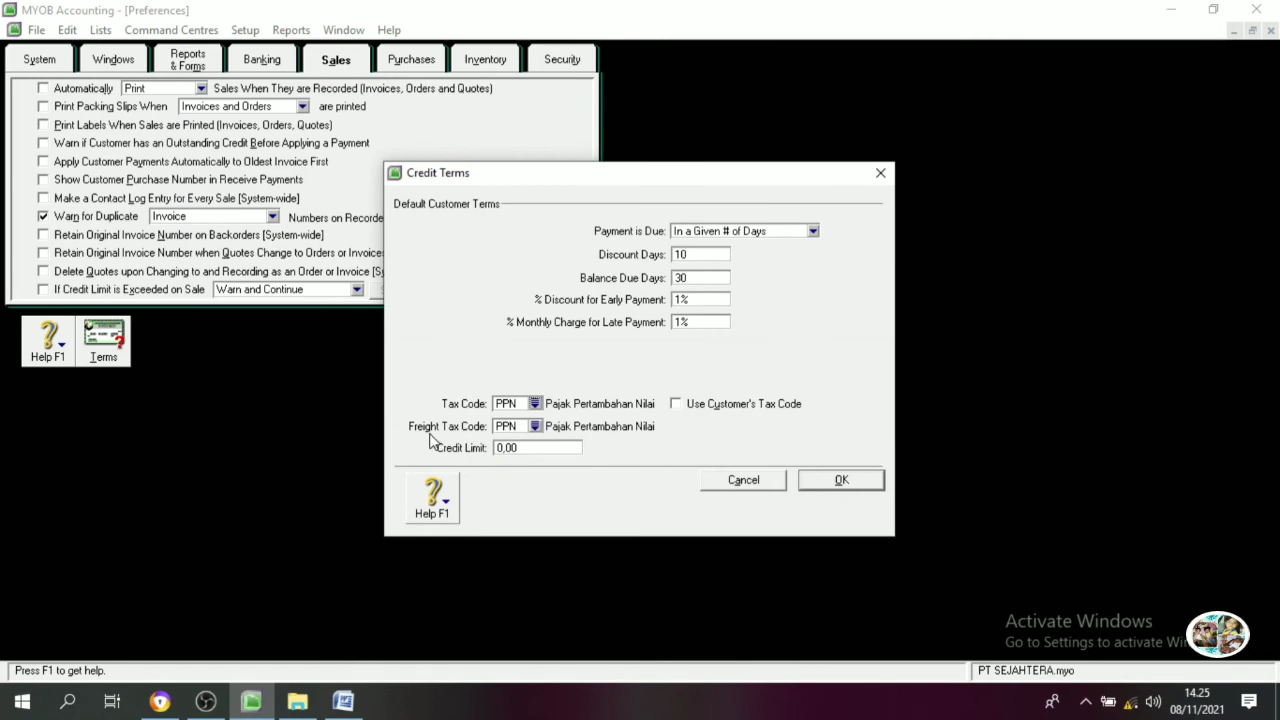 MYOB Accounting - [Preferences]
File Edit Lists Command Centres Setup Reports Window Help
System Windows Reports & Forms Banking Sales Purchases Inventory Security
Automatically Print Sales When They are Recorded (Invoices, Orders and Quotes)
Print Packing Slips When Invoices and Orders are printed
Print Labels When Sales are Printed (Invoices, Orders, Quotes)
Warn if Customer has an Outstanding Credit Before Applying a Payment
Apply Customer Payments Automatically to Oldest Invoice First
Show Customer Purchase Number in Receive Payments
Make a Contact Log Entry for Every Sale [System-wide]
Warn for Duplicate Invoice Numbers on Recorde
Retain Original Invoice Number on Backorders [System-wide]
Retain Original Invoice Number when Quotes Change to Orders or Invoices
Delete Quotes upon Changing to and Recording as an Order or Invoice [S
If Credit Limit is Exceeded on Sale Warn and Continue
Help F1 Terms
Credit Terms
Default Customer Terms
Payment is Due: In a Given # of Days
Discount Days: 10
Balance Due Days: 30
% Discount for Early Payment: 1%
% Monthly Charge for Late Payment: 1%
Tax Code: PPN Pajak Pertambahan Nilai Use Customer's Tax Code
Freight Tax Code: PPN Pajak Pertambahan Nilai
Credit Limit: 0,00
Cancel OK
Help F1
Activate Windows
Go to Settings to activate Wi
Press F1 to get help.
PT SEJAHTERA.myo
14.25
08/11/2021